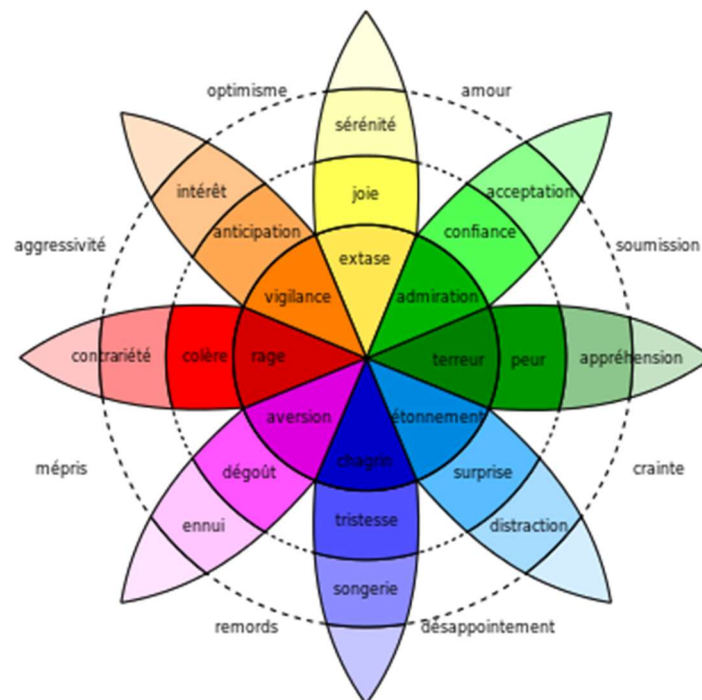 optimisme
amour
sérénité
intérêt
joie
acceptation
anticipation
confiance
aggressivité
soumission
extase
vigilance
admiration
contrariété
colère
rage
terreur
peur
appréhension
aversion
étonnement
chagrin
dégoût
surprise
mépris
crainte
ennui
tristesse
distraction
songerie
remords
désappointement